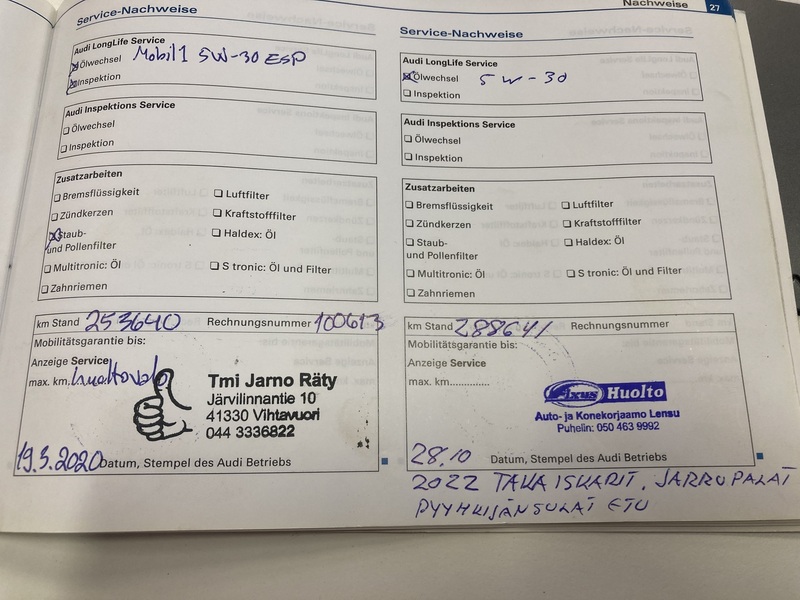 Service-Nachweise
Audi LongLife Service
Ölwechsel Mobil1 5W-30 ESP
Inspektion
Audi Inspektions Service
Ölwechsel
Inspektion
Zusatzarbeiten
Bremsflüssigkeit
Luftfilter
Zündkerzen
Kraftstofffilter
Staub-
und Pollenfilter
Haldex: Öl
Multitronic: Öl
S tronic: Öl und Filter
Zahnriemen
km Stand 253640 Rechnungsnummer 100613
Mobilitätsgarantie bis:
Anzeige Service
max. km. huoltovalo
Tmi Jarno Räty
Järvilinnantie 10
41330 Vihtavuori
044 3336822
19.3.2020 Datum, Stempel des Audi Betriebs
Nachweise 27
Service-Nachweise
Audi LongLife Service
Ölwechsel 5W-30
Inspektion
Audi Inspektions Service
Ölwechsel
Inspektion
Zusatzarbeiten
Bremsflüssigkeit
Luftfilter
Zündkerzen
Kraftstofffilter
Staub-
und Pollenfilter
Haldex: Öl
Multitronic: Öl
S tronic: Öl und Filter
Zahnriemen
km Stand 288641 Rechnungsnummer
Mobilitätsgarantie bis:
Anzeige Service
max. km..............
Fixus Huolto
Auto- ja Konekorjaamo Lensu
Puhelin: 050 463 9992
28.10 Datum, Stempel des Audi Betriebs
2022 TAKAISKARIT, JARRUPALAT
PYYHKIJÄNSULAT ETU